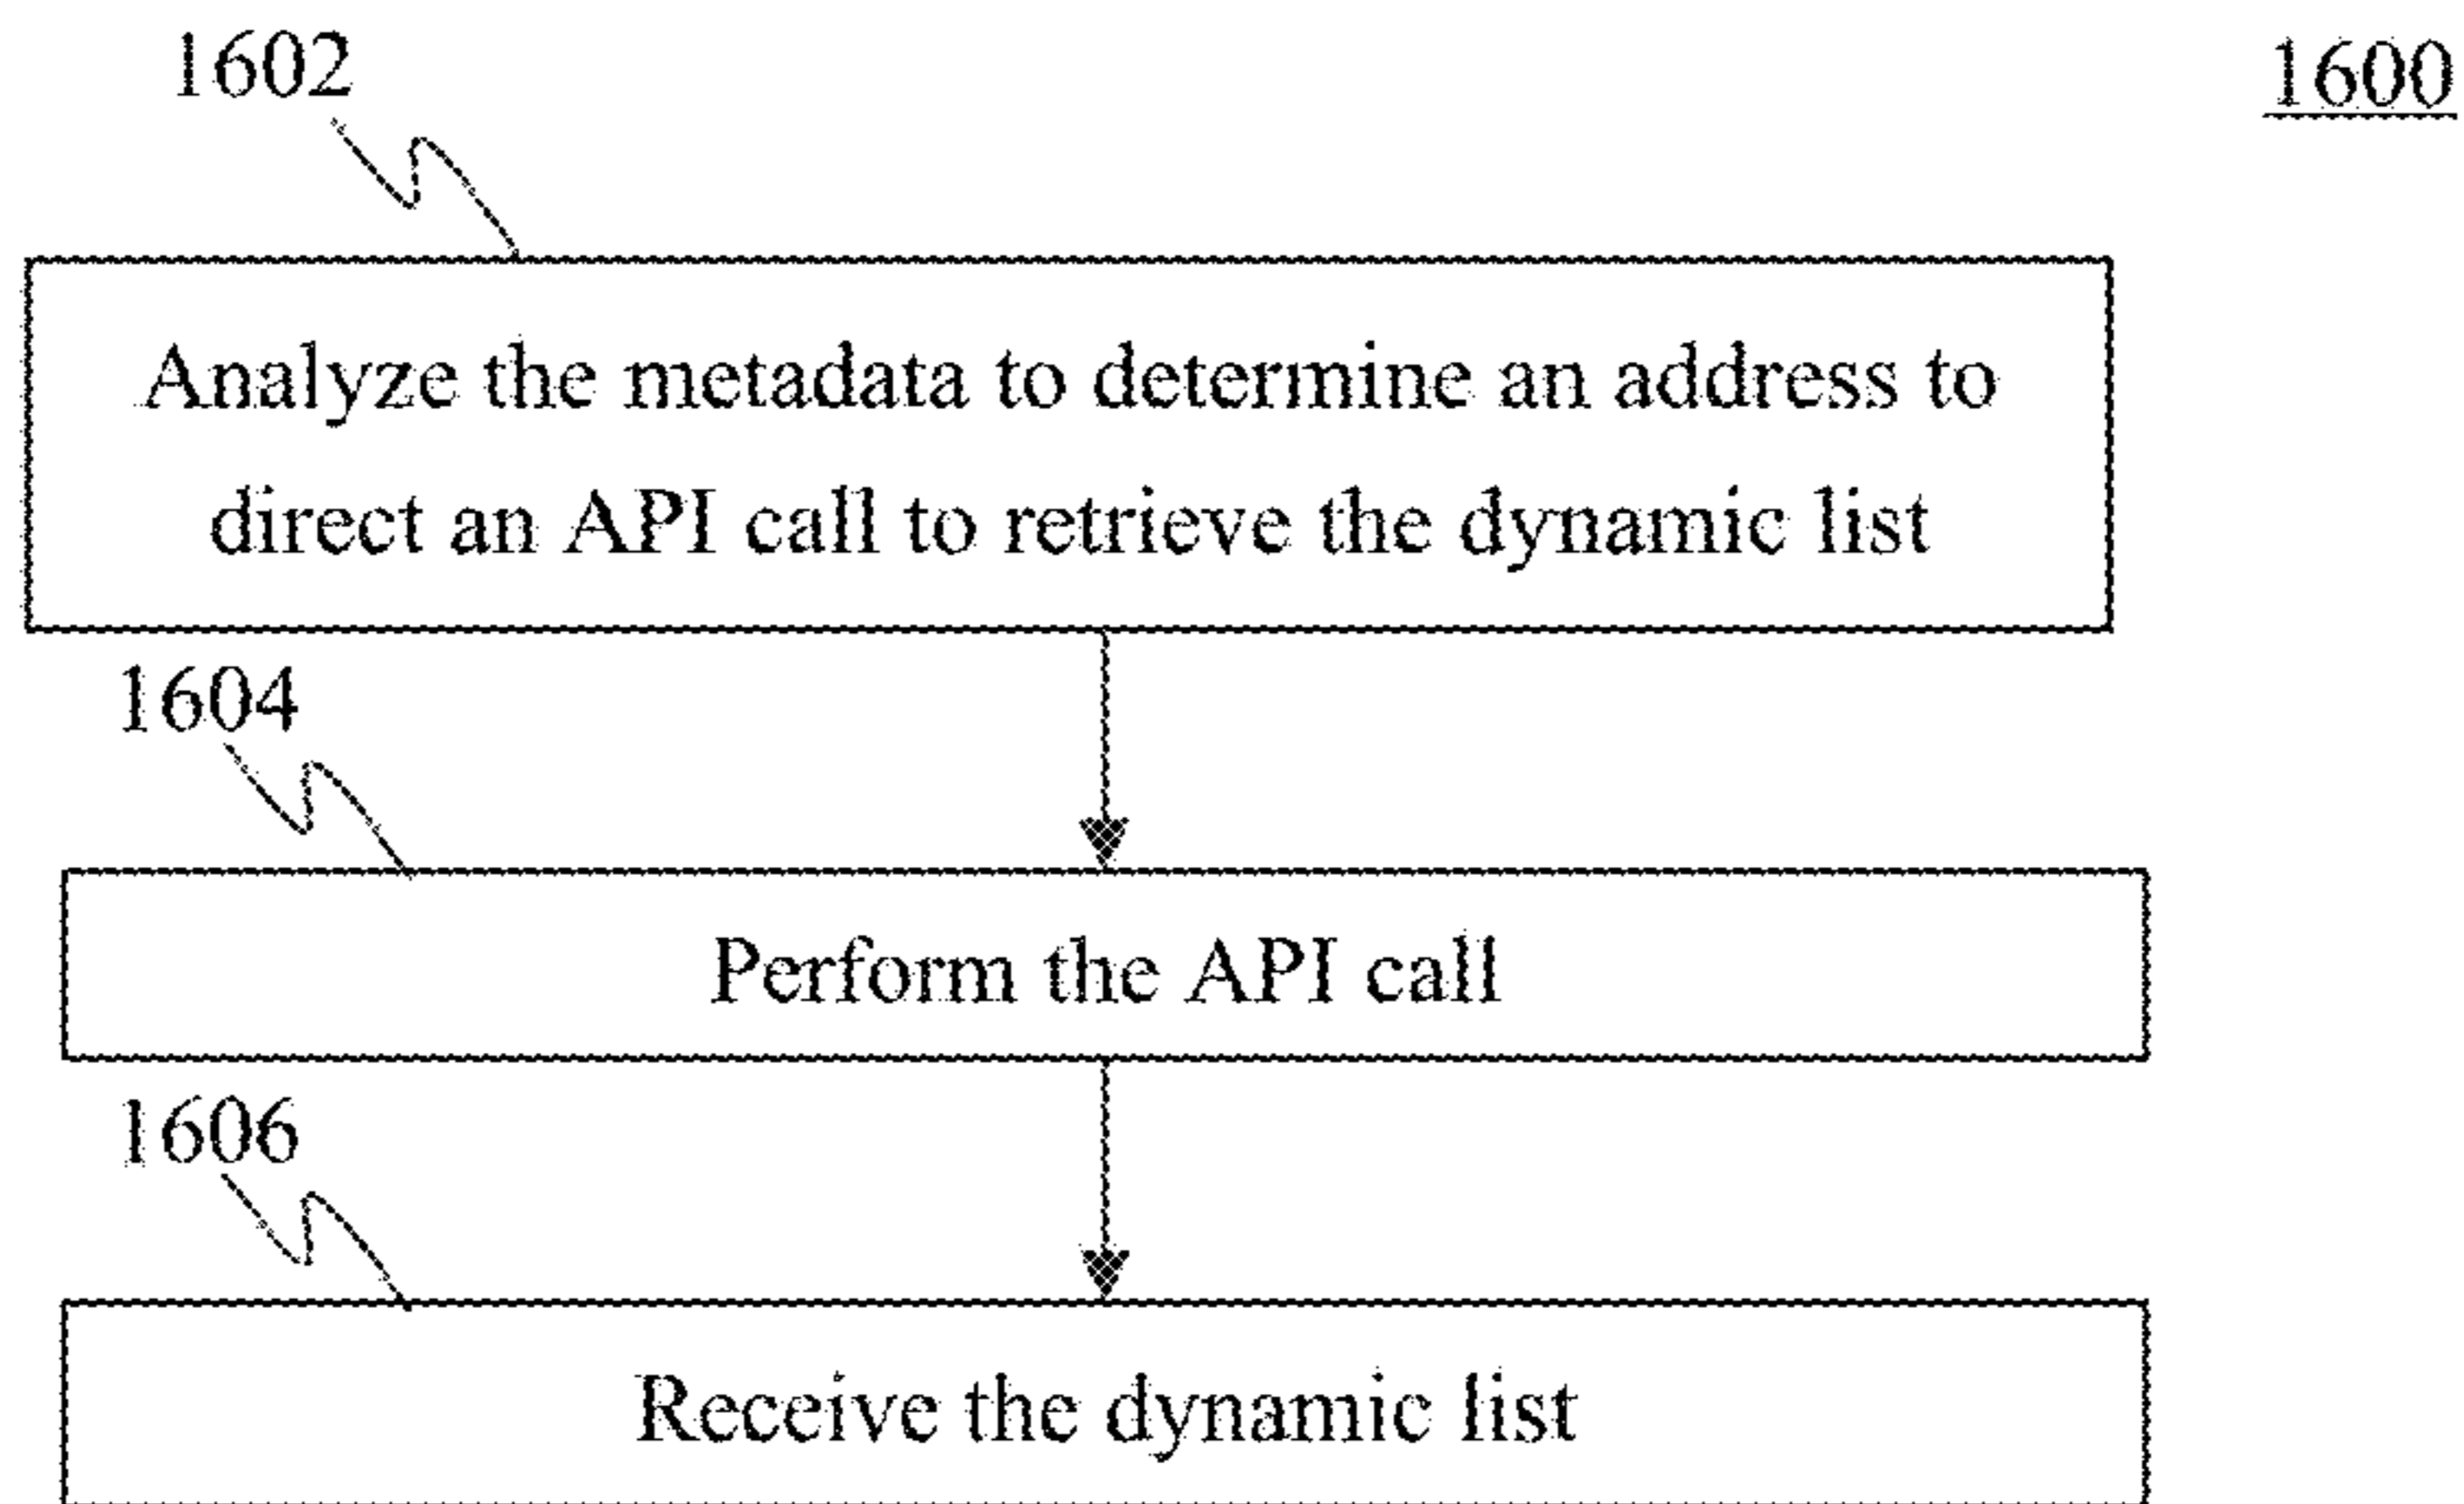 1602
1600
Analyze the metadata to determine an address to
direct an API call to retrieve the dynamic list
1604
Perform the API call
1606
Receive the dynamic list